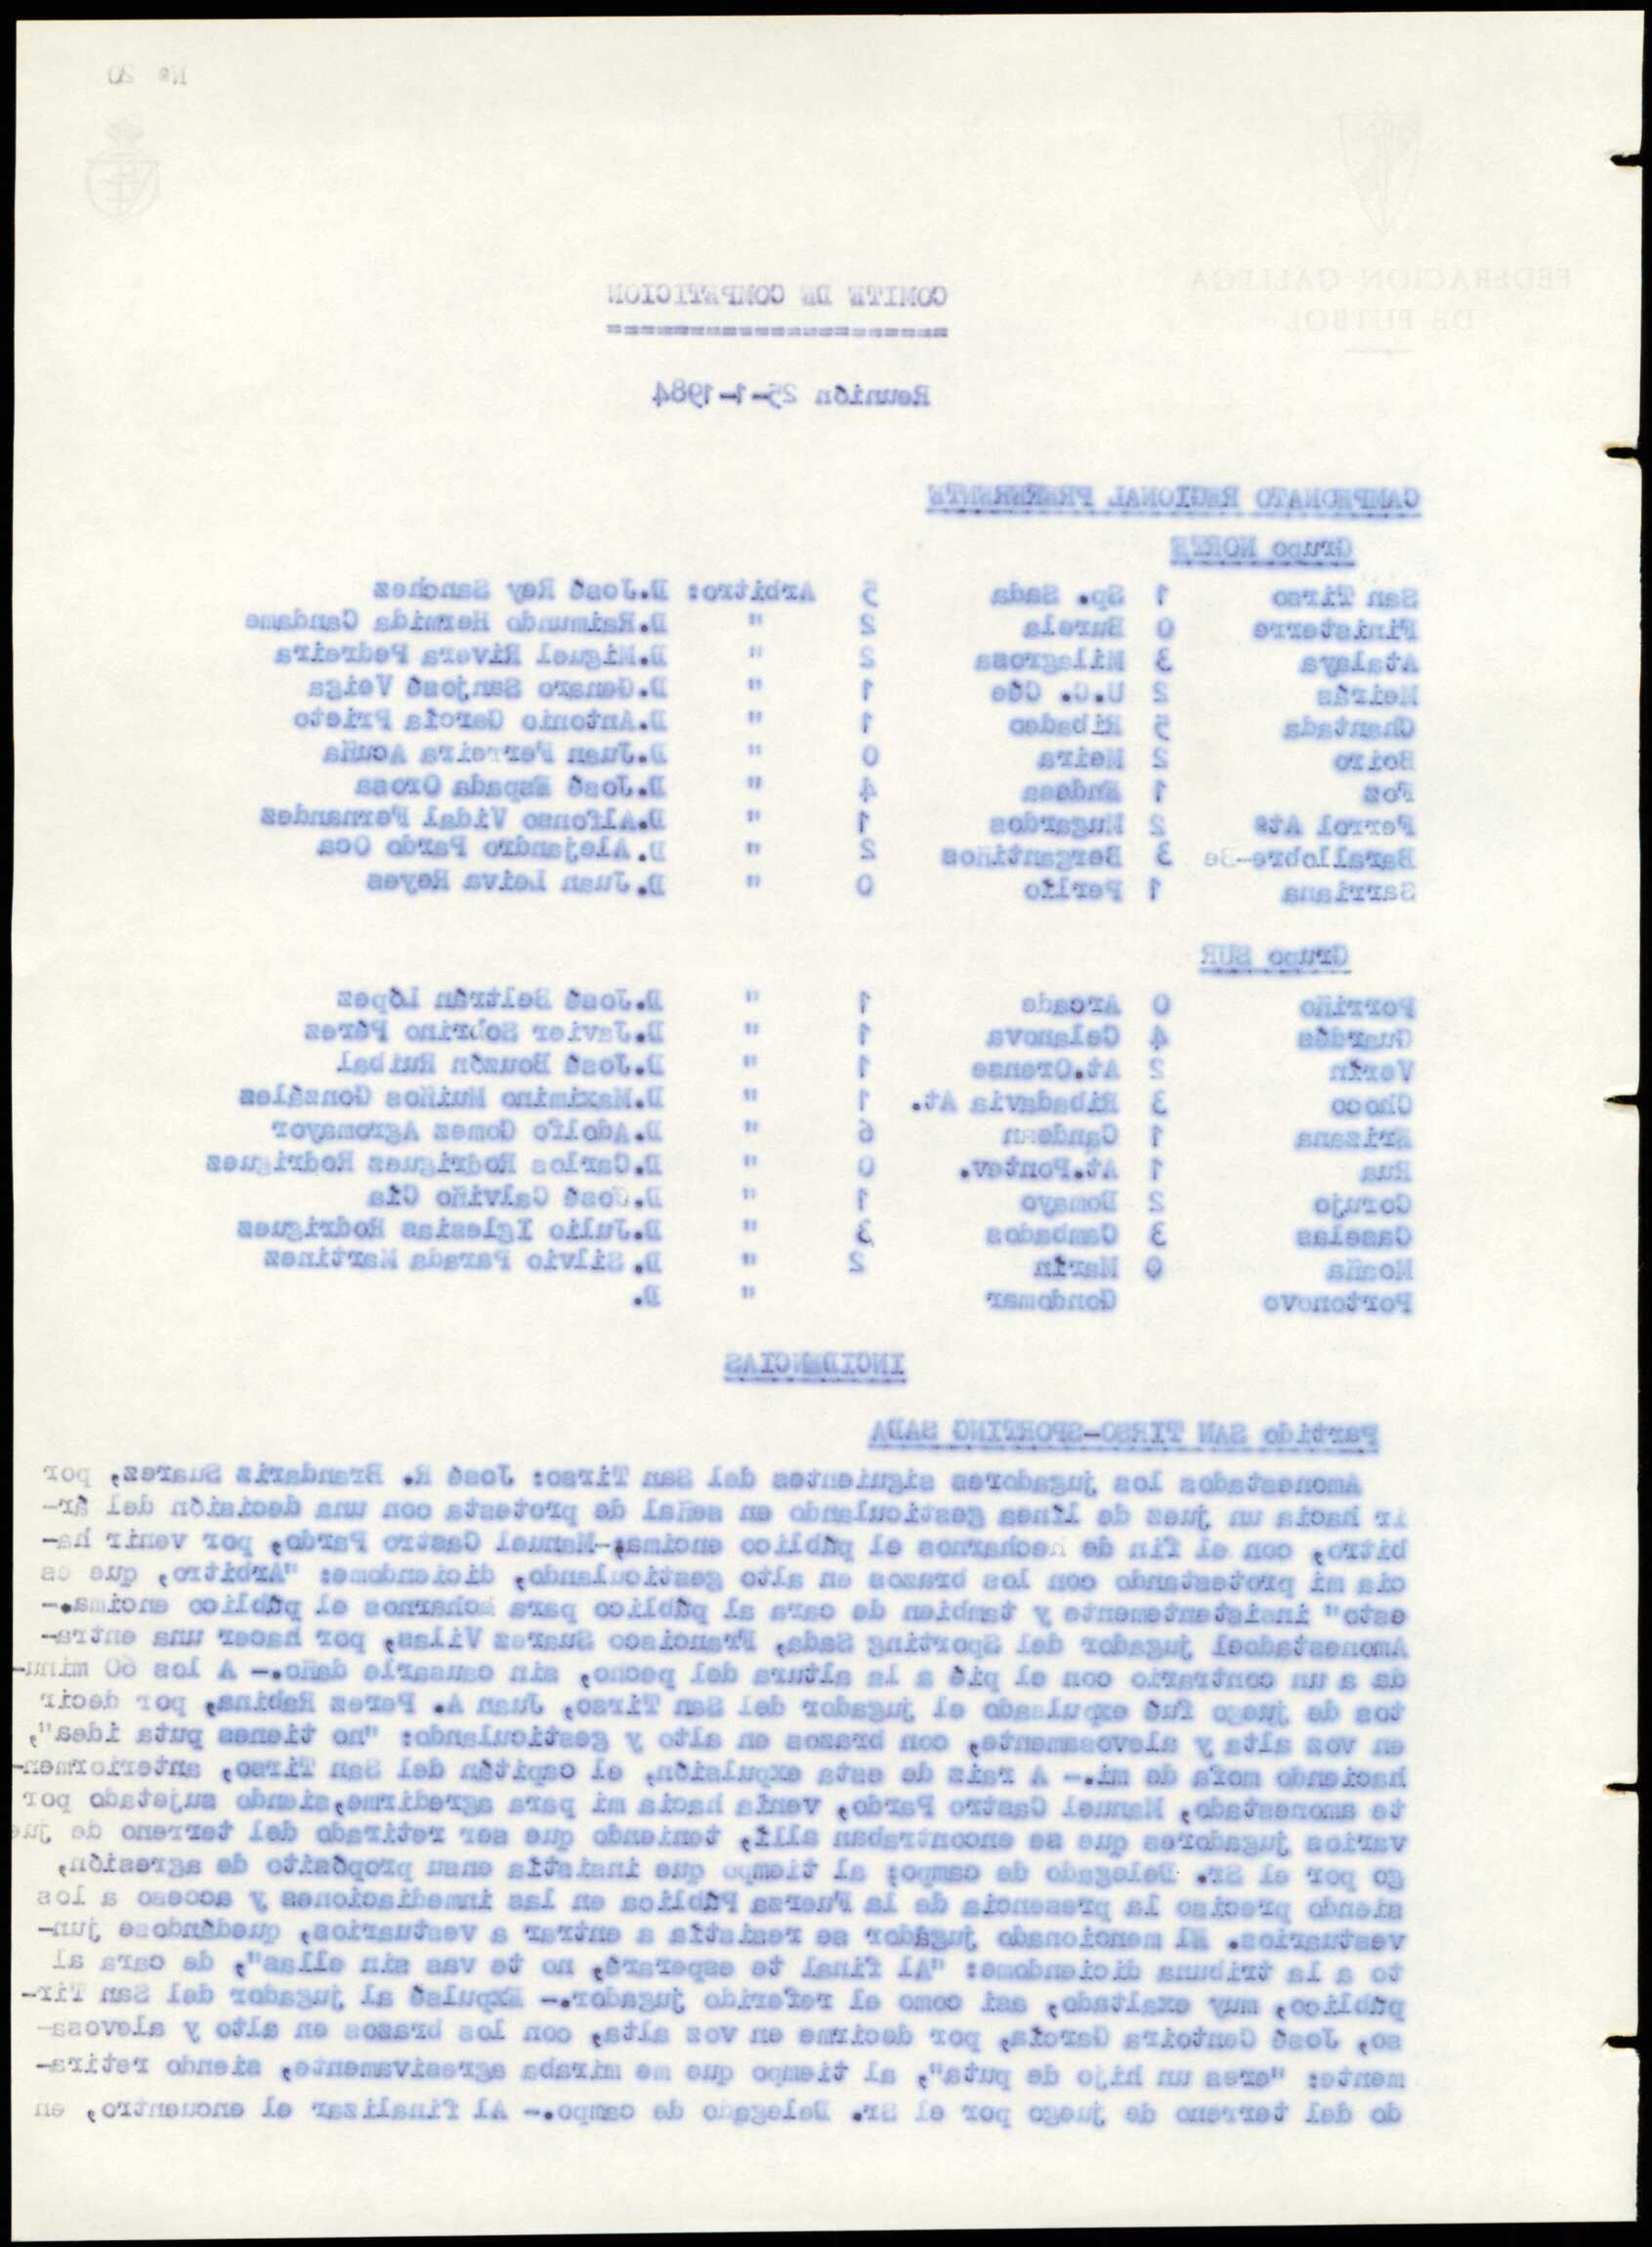 Nº 20
FEDERACION GALLEGA
DE FUTBOL
COMITE DE COMPETICION
=======================
Reunión 25-1-1984
CAMPEONATO REGIONAL PREFERENTE
Grupo NORTE
San Tirso 1 Sp. Sada 5 Arbitro: D.José Rey Sanchez
Finisterre 0 Burela 2 " D.Raimundo Hermida Candame
Atalaya 3 Milagrosa 2 " D.Miguel Rivera Pedreira
Meirás 2 U.C. Cée 1 " D.Genaro Sanjosé Veiga
Chantada 5 Ribadeo 1 " D.Antonio García Prieto
Boiro 2 Meira 0 " D.Juan Ferreira Acuña
Foz 1 Endesa 4 " D.José Espada Orosa
Ferrol Atº 2 Mugardos 1 " D.Alfonso Vidal Fernandez
Barallobre-Be 3 Bergantiños 2 " D.Alejandro Pardo Oca
Sarriana 1 Perlío 0 " D.Juan Leiva Reyes
Grupo SUR
Porriño 0 Arcade 1 " D.José Beltrán López
Guardés 4 Celanova 1 " D.Javier Sobrino Pérez
Verín 2 At.Orense 1 " D.José Bouzón Ruibal
Choco 3 Ribadavia At. 1 " D.Maximino Muiños González
Erizana 1 Candean 6 " D.Adolfo Gomez Agromayor
Rua 1 At.Pontev. 0 " D.Carlos Rodriguez Rodriguez
Corujo 2 Domayo 1 " D.José Calviño Cia
Caselas 3 Cambados 3 " D.Julio Iglesias Rodriguez
Moaña 0 Marín 2 " D.Silvio Parada Martinez
Portonovo Gondomar " D.
INCIDENCIAS
Partido SAN TIRSO-SPORTING SADA
Amonestados los jugadores siguientes del San Tirso: José R. Brandariz Suarez, por
ir hacia un juez de línea gesticulando en señal de protesta con una decisión del ár-
bitro, con el fin de hecharnos el público encima;-Manuel Castro Pardo, por venir ha-
cia mi protestando con los brazos en alto gesticulando, diciendome: "Arbitro, que es
esto" insistentemente y tambien de cara al público para echarnos el público encima.-
Amonestadoel jugador del Sporting Sada, Francisco Suarez Vilas, por hacer una entra-
da a un contrario con el pié a la altura del pecho, sin causarle daño.- A los 60 minu-
tos de juego fué expulsado el jugador del San Tirso, Juan A. Perez Rabina, por decir
en voz alta y alevosamente, con brazos en alto y gesticulando: "no tienes puta idea",
haciendo mofa de mi.- A raiz de esta expulsión, el capitán del San Tirso, anteriormen-
te amonestado, Manuel Castro Pardo, venía hacia mi para agredirme,siendo sujetado por
varios jugadores que se encontraban allí, teniendo que ser retirado del terreno de jue
go por el Sr. Delegado de campo; al tiempo que insistía ensu propósito de agresión,
siendo preciso la presencia de la Fuerza Pública en las inmediaciones y acceso a los
vestuarios. El mencionado jugador se resistía a entrar a vestuarios, quedándose jun-
to a la tribuna diciendome: "Al final te esperaré, no te vas sin ellas", de cara al
público, muy exaltado, asi como el referido jugador.- Expulsé al jugador del San Tir-
so, José Centoira García, por decirme en voz alta, con los brazos en alto y alevosa-
mente: "eres un hijo de puta", al tiempo que me miraba agresivamente, siendo retira-
do del terreno de juego por el Sr. Delegado de campo.- Al finalizar el encuentro, en